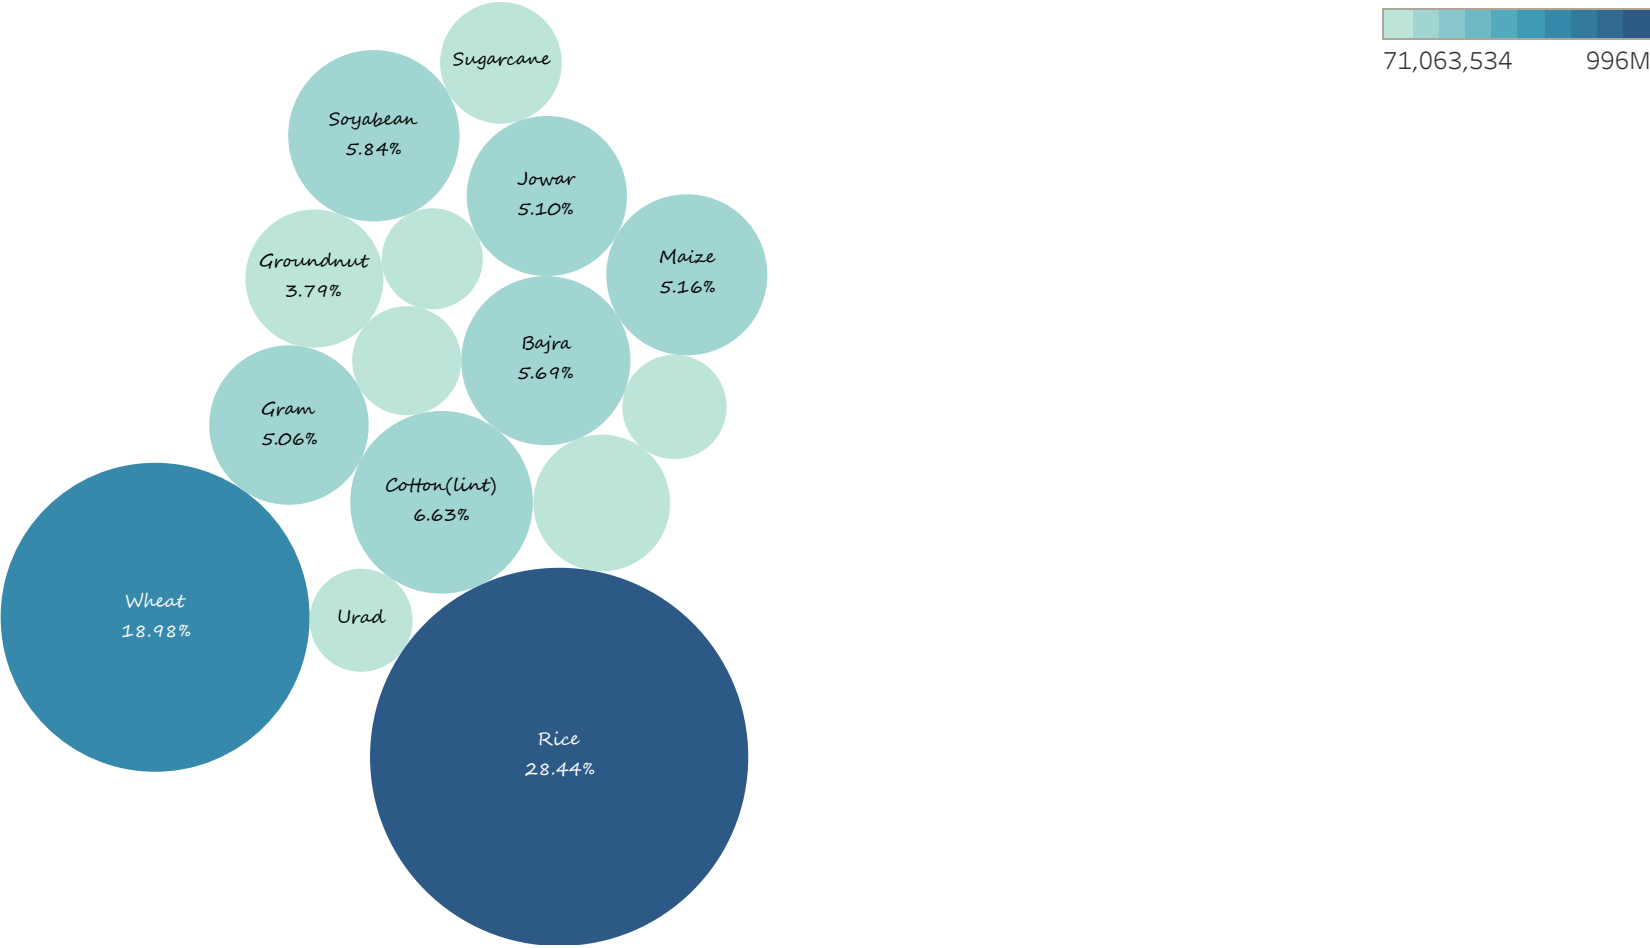 71,063,534 996M
Sugarcane
Soyabean
5.84%
Jowar
5.10%
Maize
5.16%
Groundnut
3.79%
Bajra
5.69%
Gram
5.06%
Cotton(lint)
6.63%
Wheat
18.98%
Urad
Rice
28.44%